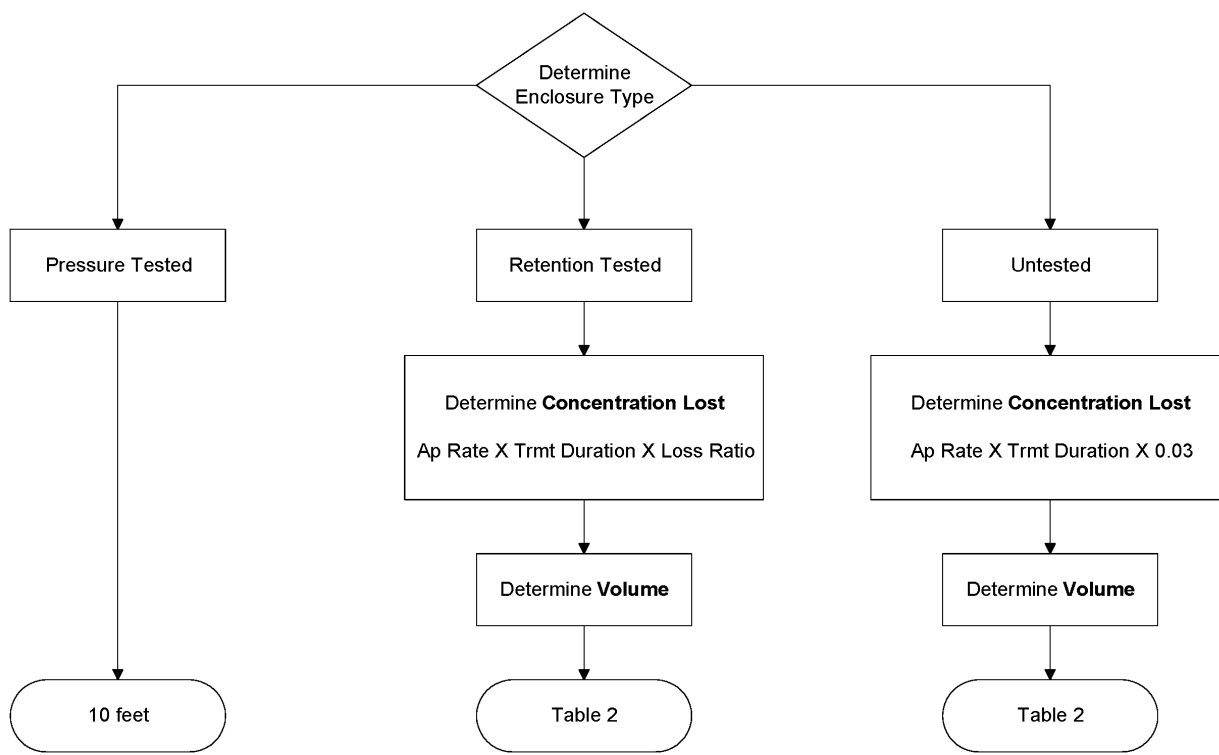 Determine
Enclosure Type
Pressure Tested
Retention Tested
Untested
Determine Concentration Lost
Ap Rate X Trmt Duration X Loss Ratio
Determine Concentration Lost
Ap Rate X Trmt Duration X 0.03
Determine Volume
Determine Volume
10 feet
Table 2
Table 2